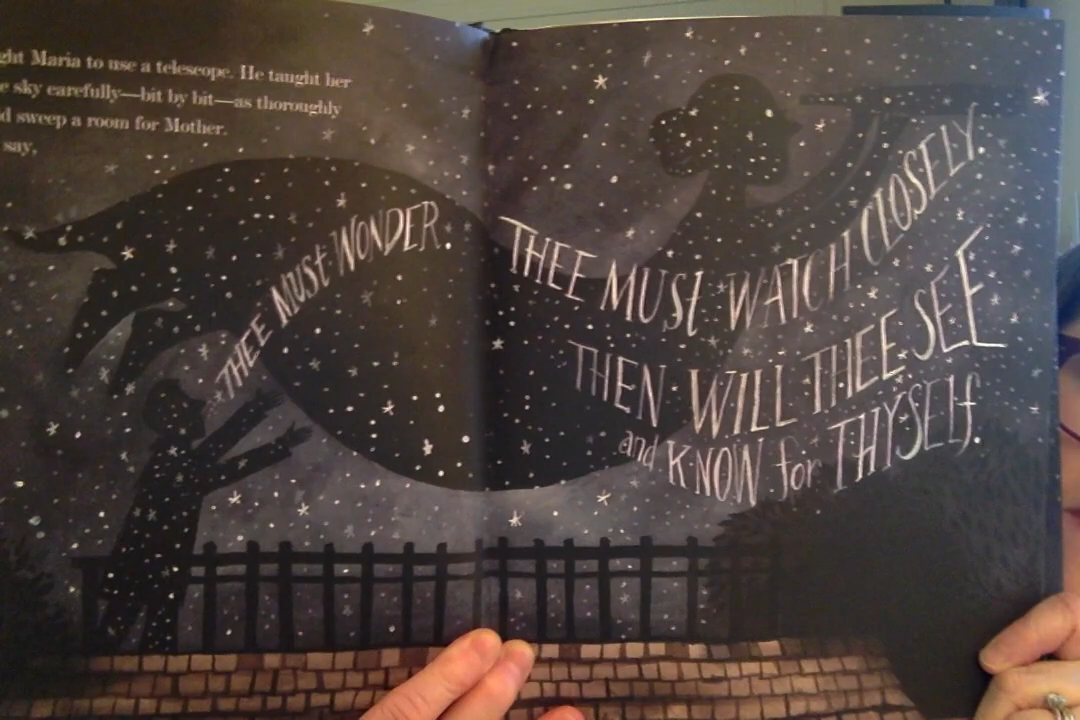 ght Maria to use a telescope. He taught her
e sky carefully—bit by bit—as thoroughly
d sweep a room for Mother.
say,
THEE MUST WONDER.
THEE MUST WATCH CLOSELY.
THEN WILL THEE SEE
and KNOW for THYSELF.